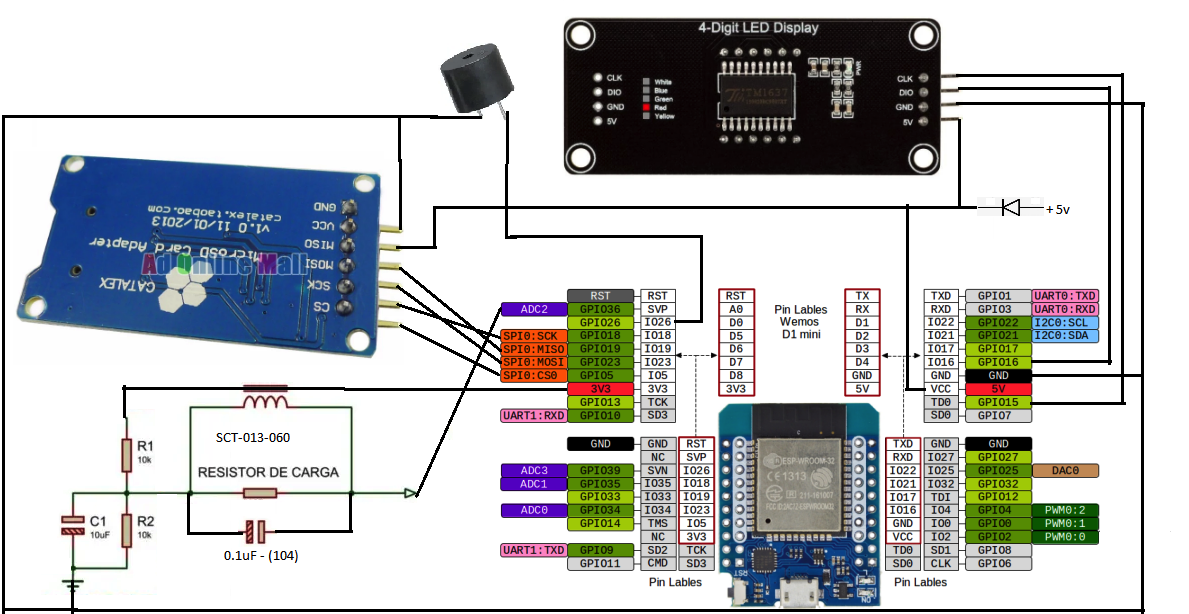 4-Digit LED Display
CLK
DIO
GND
5V
White
Blue
Green
Red
Yellow
TM1637
PWR
CLK
DIO
GND
5V
+ 5v
GND
VCC
MISO
MOSI
SCK
CS
v1.0 11/01/2013
catalex.taobao.com
MicroSD Card Adapter
CATALEX
Ad Online Mall
RST RST
ADC2 GPIO36 SVP
GPIO26 IO26
SPI0:SCK GPIO18 IO18
SPI0:MISO GPIO19 IO19
SPI0:MOSI GPIO23 IO23
SPI0:CS0 GPIO5 IO5
3V3 3V3
GPIO13 TCK
UART1:RXD GPIO10 SD3
RST
A0
D0
D5
D6
D7
D8
3V3
Pin Lables
Wemos
D1 mini
TX
RX
D1
D2
D3
D4
GND
5V
TXD GPIO1 UART0:TXD
RXD GPIO3 UART0:RXD
IO22 GPIO22 I2C0:SCL
IO21 GPIO21 I2C0:SDA
IO17 GPIO17
IO16 GPIO16
GND GND
VCC 5V
TD0 GPIO15
SD0 GPIO7
GND GND RST
NC SVP
ADC3 GPIO39 SVN IO26
ADC1 GPIO35 IO35 IO18
GPIO33 IO33 IO19
ADC0 GPIO34 IO34 IO23
GPIO14 TMS IO5
NC 3V3
UART1:TXD GPIO9 SD2 TCK
GPIO11 CMD SD3
Pin Lables
TXD GND GND
RXD IO27 GPIO27
IO22 IO25 GPIO25 DAC0
IO21 IO32 GPIO32
IO17 TDI GPIO12
IO16 IO4 GPIO4 PWM0:2
GND IO0 GPIO0 PWM0:1
VCC IO2 GPIO2 PWM0:0
TD0 SD1 GPIO8
SD0 CLK GPIO6
Pin Lables
ESP-WROOM-32
CE1313
211-161007
RST
SCT-013-060
RESISTOR DE CARGA
0.1uF - (104)
R1
10k
R2
10k
C1
10uF